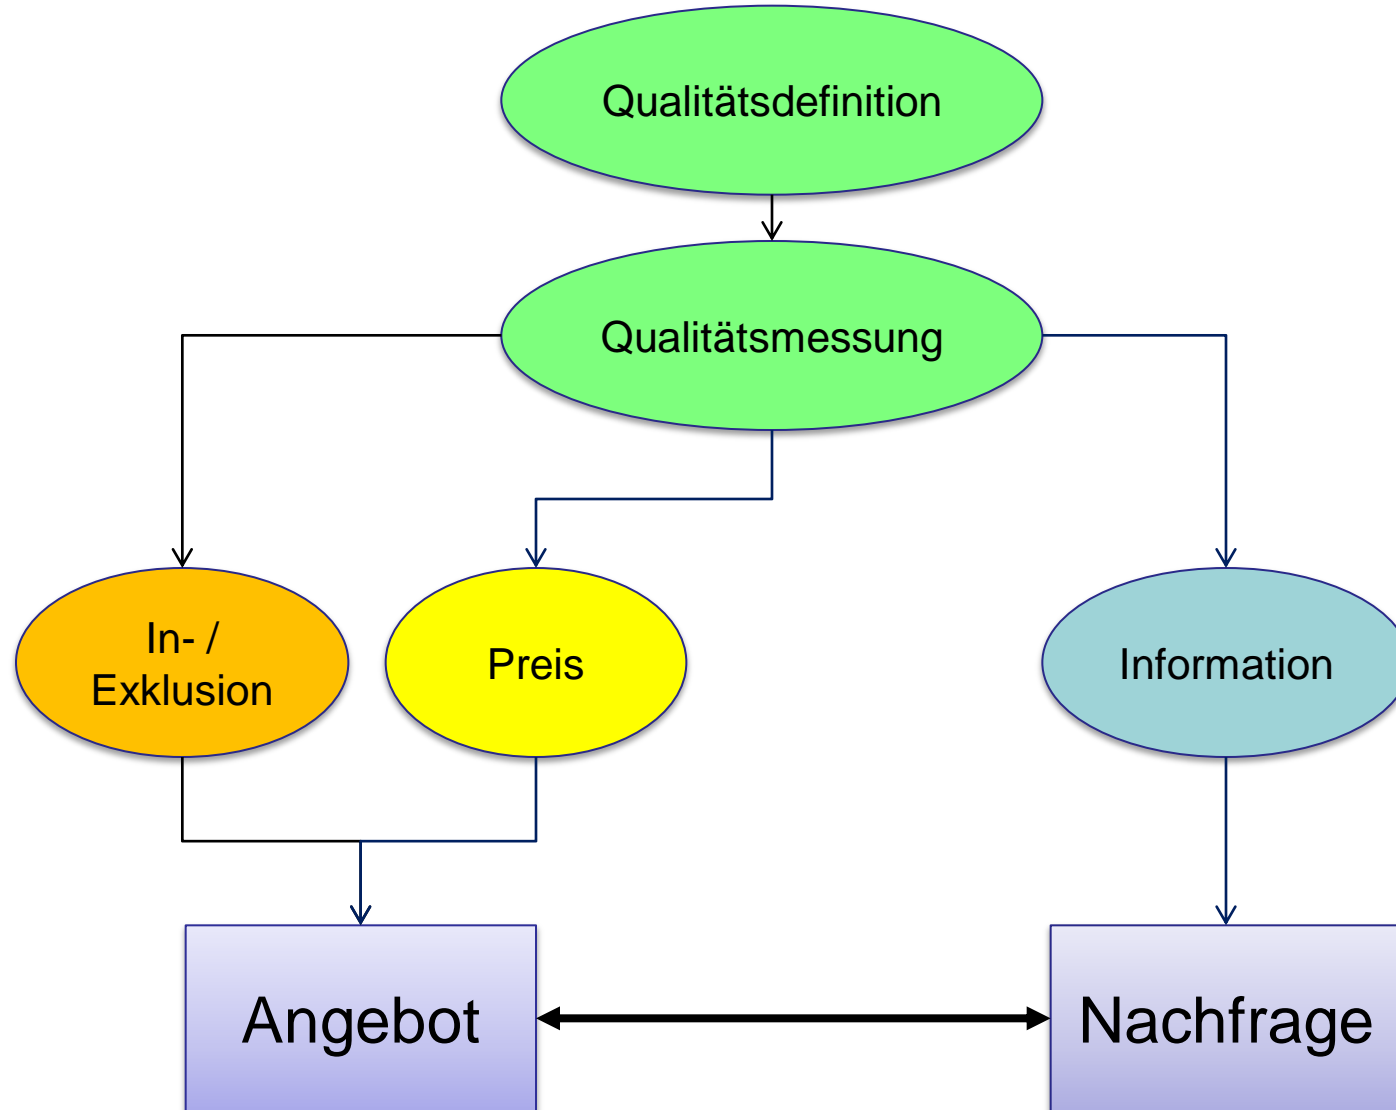 Qualitätsdefinition
Qualitätsmessung
In- /
Exklusion
Preis
Information
Angebot
Nachfrage